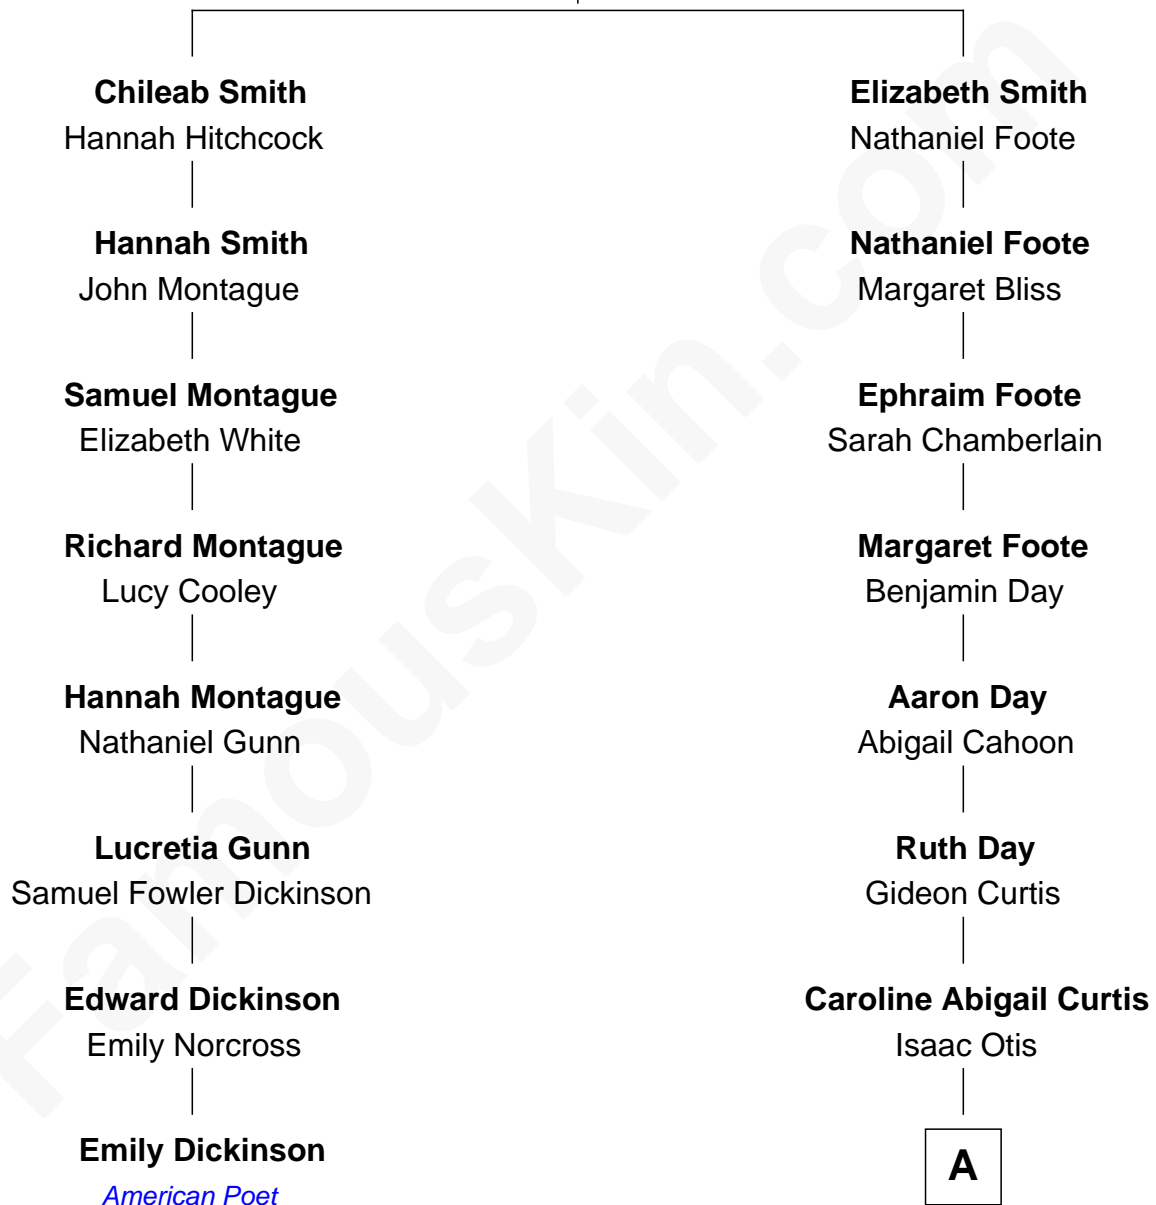 Chileab Smith
Hannah Hitchcock
Hannah Smith
John Montague
Samuel Montague
Elizabeth White
Richard Montague
Lucy Cooley
Hannah Montague
Nathaniel Gunn
Lucretia Gunn
Samuel Fowler Dickinson
Edward Dickinson
Emily Norcross
Emily Dickinson
American Poet
Elizabeth Smith
Nathaniel Foote
Nathaniel Foote
Margaret Bliss
Ephraim Foote
Sarah Chamberlain
Margaret Foote
Benjamin Day
Aaron Day
Abigail Cahoon
Ruth Day
Gideon Curtis
Caroline Abigail Curtis
Isaac Otis
A
FamousKin.com